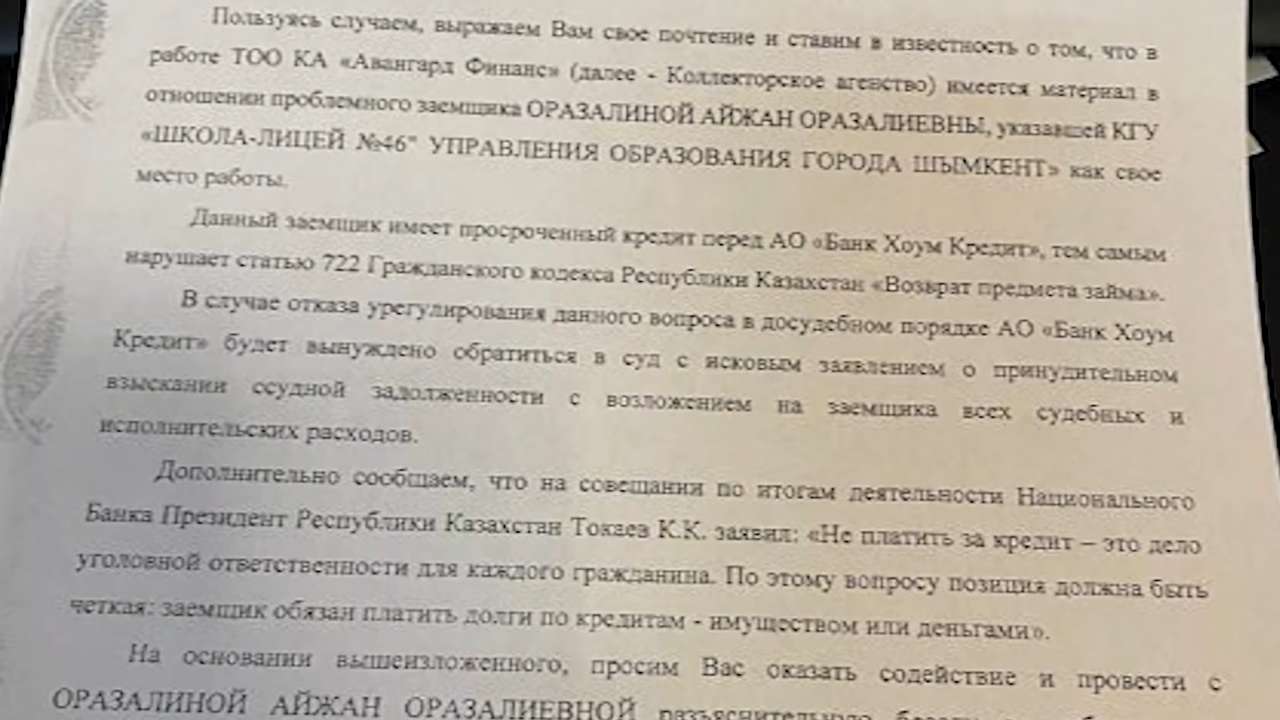 Пользуясь случаем, выражаем Вам свое почтение и ставим в известность о том, что в
работе ТОО КА «Авангард Финанс» (далее - Коллекторское агенство) имеется материал в
отношении проблемного заемщика ОРАЗАЛИНОЙ АЙЖАН ОРАЗАЛИЕВНЫ, указавшей КГУ
«ШКОЛА-ЛИЦЕЙ №46" УПРАВЛЕНИЯ ОБРАЗОВАНИЯ ГОРОДА ШЫМКЕНТ» как свое
место работы.
Данный заемщик имеет просроченный кредит перед АО «Банк Хоум Кредит», тем самым
нарушает статью 722 Гражданского кодекса Республики Казахстан «Возврат предмета займа».
В случае отказа урегулирования данного вопроса в досудебном порядке АО «Банк Хоум
Кредит» будет вынуждено обратиться в суд с исковым заявлением о принудительном
взыскании ссудной задолженности с возложением на заемщика всех судебных и
исполнительских расходов.
Дополнительно сообщаем, что на совещании по итогам деятельности Национального
Банка Президент Республики Казахстан Токаев К.К. заявил: «Не платить за кредит – это дело
уголовной ответственности для каждого гражданина. По этому вопросу позиция должна быть
четкая: заемщик обязан платить долги по кредитам - имуществом или деньгами».
На основании вышеизложенного, просим Вас оказать содействие и провести с
ОРАЗАЛИНОЙ АЙЖАН ОРАЗАЛИЕВНОЙ разъяснительную